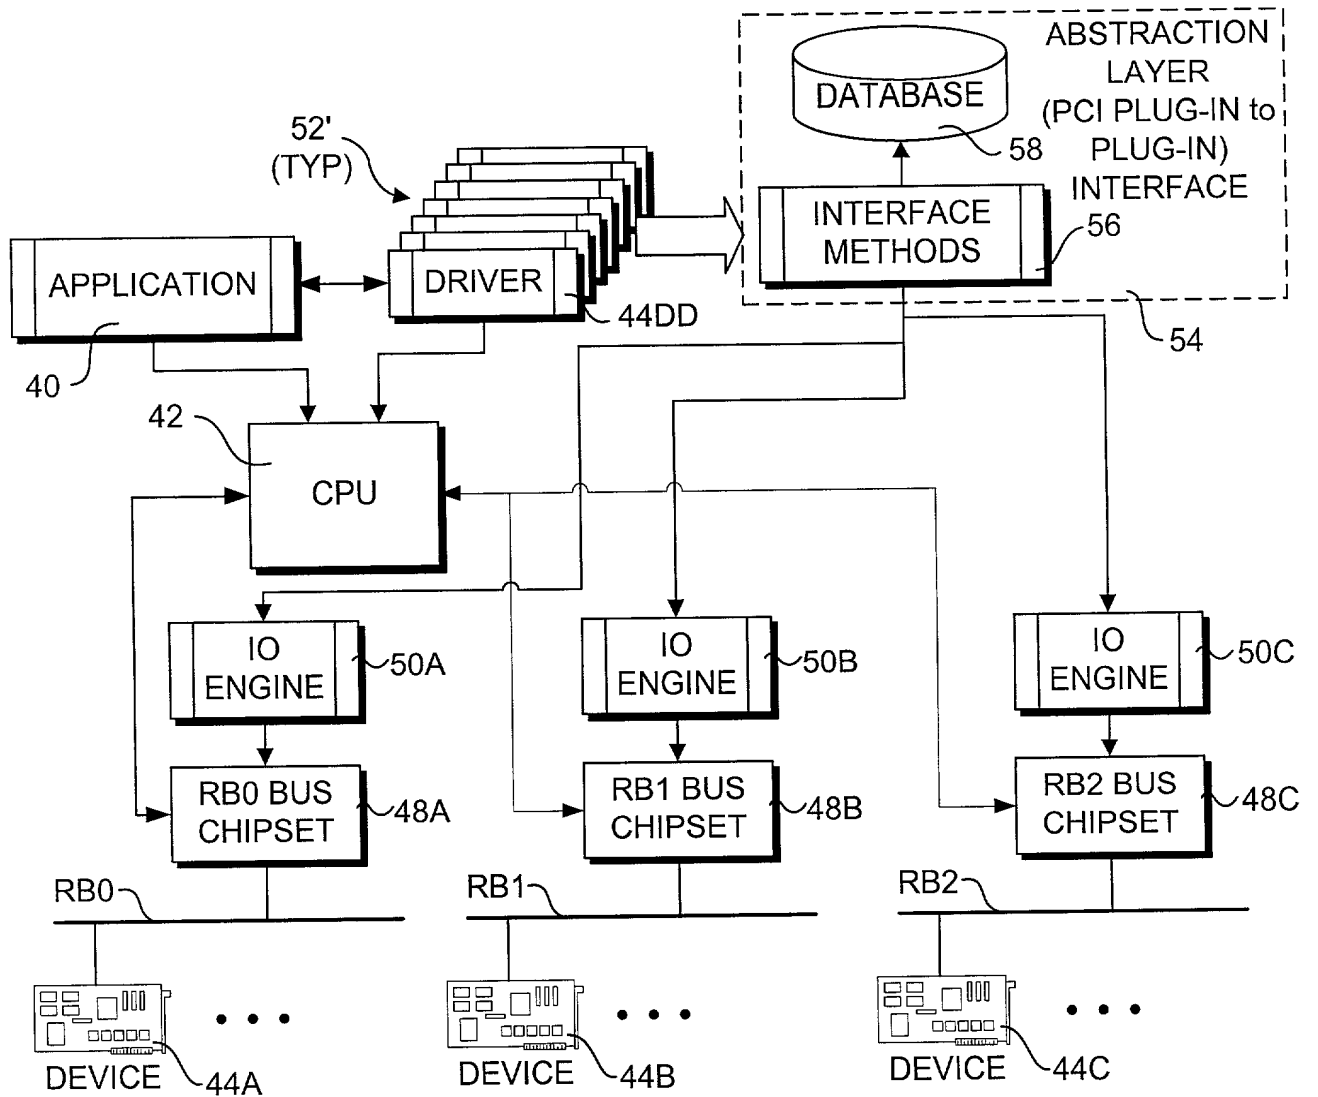 ABSTRACTION
LAYER
(PCI PLUG-IN to
PLUG-IN)
INTERFACE
DATABASE
58
52'
(TYP)
INTERFACE
METHODS
56
APPLICATION
DRIVER
44DD
54
40
42
CPU
IO
ENGINE
50A
IO
ENGINE
50B
IO
ENGINE
50C
RB0 BUS
CHIPSET
48A
RB1 BUS
CHIPSET
48B
RB2 BUS
CHIPSET
48C
RB0
RB1
RB2
DEVICE
44A
DEVICE
44B
DEVICE
44C